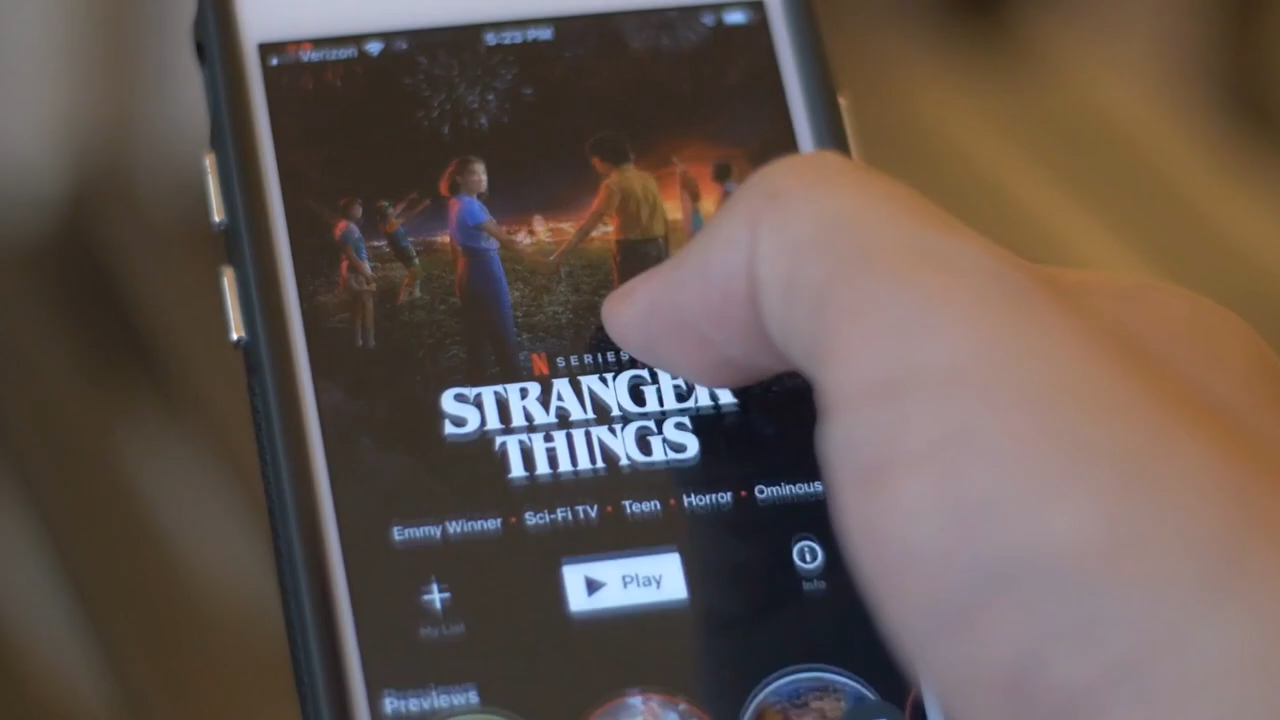 Verizon 5:23 PM
N SERIES
STRANGER
THINGS
Emmy Winner • Sci-Fi TV • Teen • Horror • Ominous
Play
My List
Info
Previews